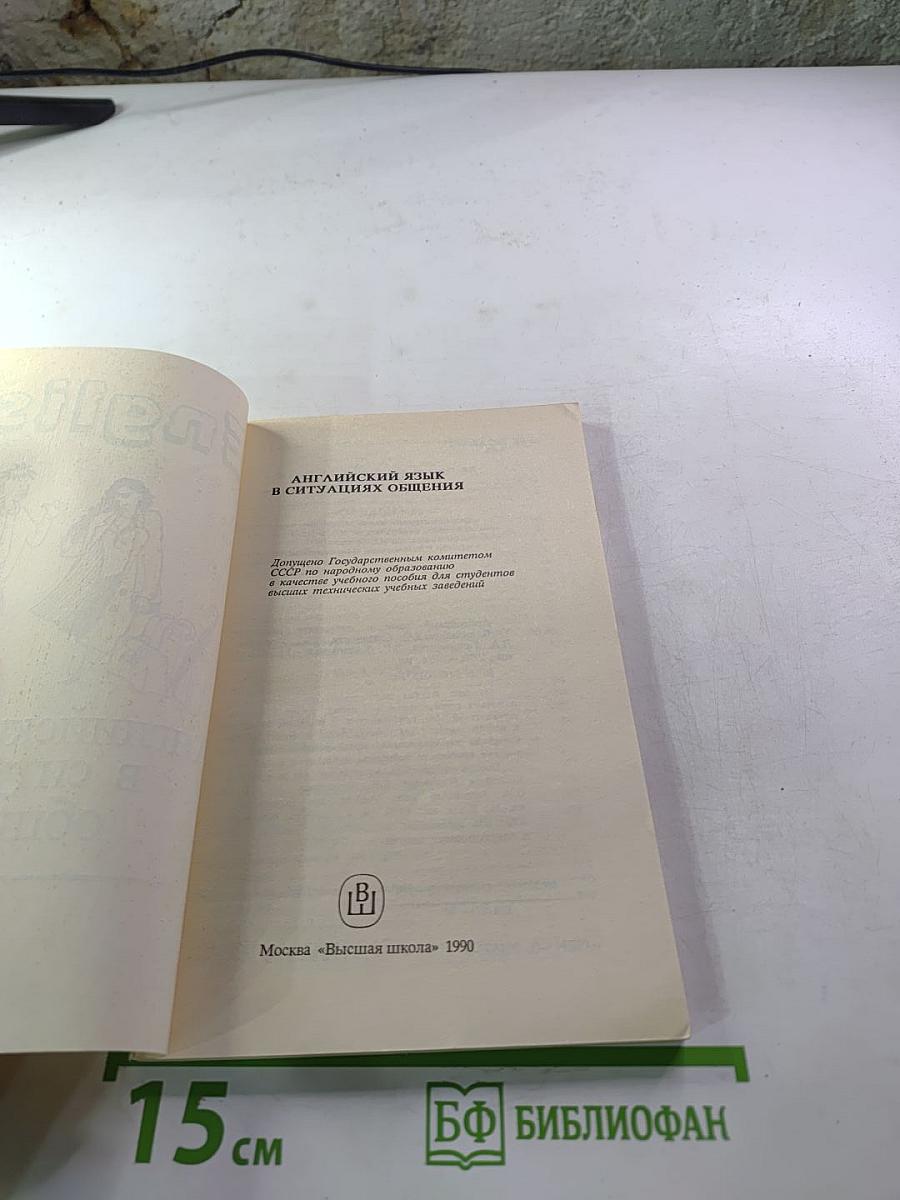 АНГЛИЙСКИЙ ЯЗЫК
В СИТУАЦИЯХ ОБЩЕНИЯ
Допущено Государственным комитетом
СССР по народному образованию
в качестве учебного пособия для студентов
высших технических учебных заведений
ВШ
Москва «Высшая школа» 1990
15 см
БФ БИБЛИОФАН